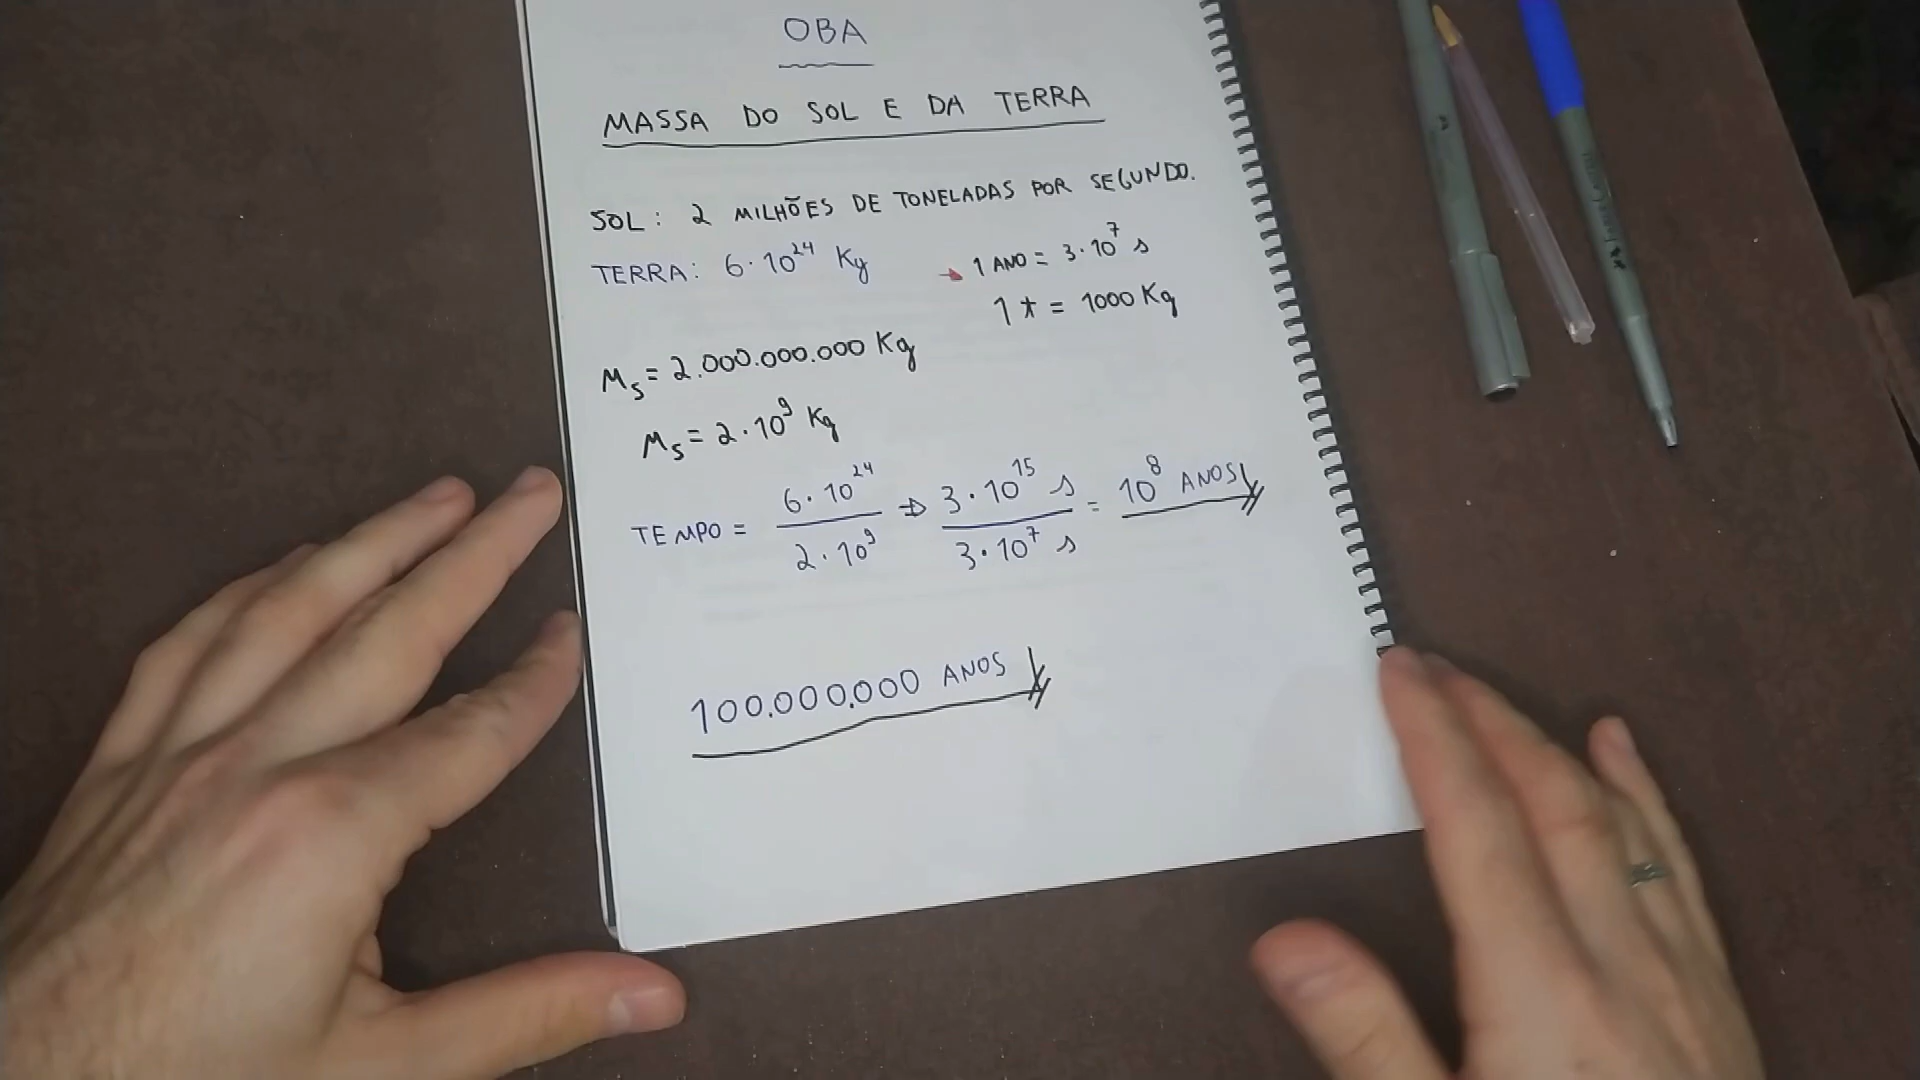 OBA
MASSA DO SOL E DA TERRA
SOL: 2 MILHÕES DE TONELADAS POR SEGUNDO.
TERRA: 6·10²⁴ Kg
→ 1 ANO = 3·10⁷ s
1 t = 1000 Kg
Mₛ = 2.000.000.000 Kg
Mₛ = 2·10⁹ Kg
TEMPO = 6·10²⁴ / 2·10⁹ ⇒ 3·10¹⁵ s / 3·10⁷ s = 10⁸ ANOS
100.000.000 ANOS